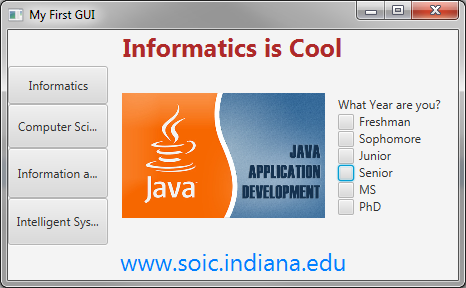 My First GUI
Informatics is Cool
Informatics
Computer Sci...
Information a...
Intelligent Sys...
Java
JAVA
APPLICATION
DEVELOPMENT
What Year are you?
Freshman
Sophomore
Junior
Senior
MS
PhD
www.soic.indiana.edu